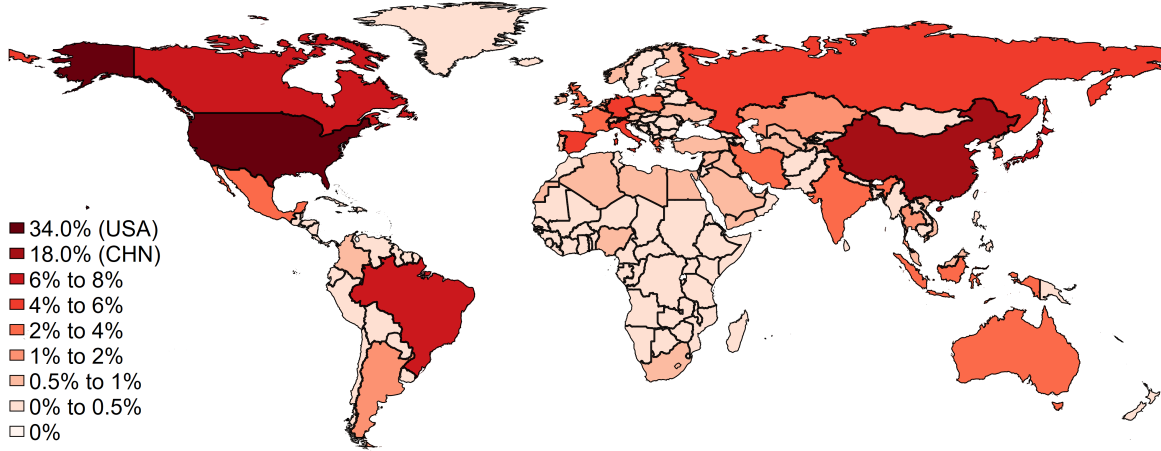 34.0% (USA)
18.0% (CHN)
6% to 8%
4% to 6%
2% to 4%
1% to 2%
0.5% to 1%
0% to 0.5%
0%